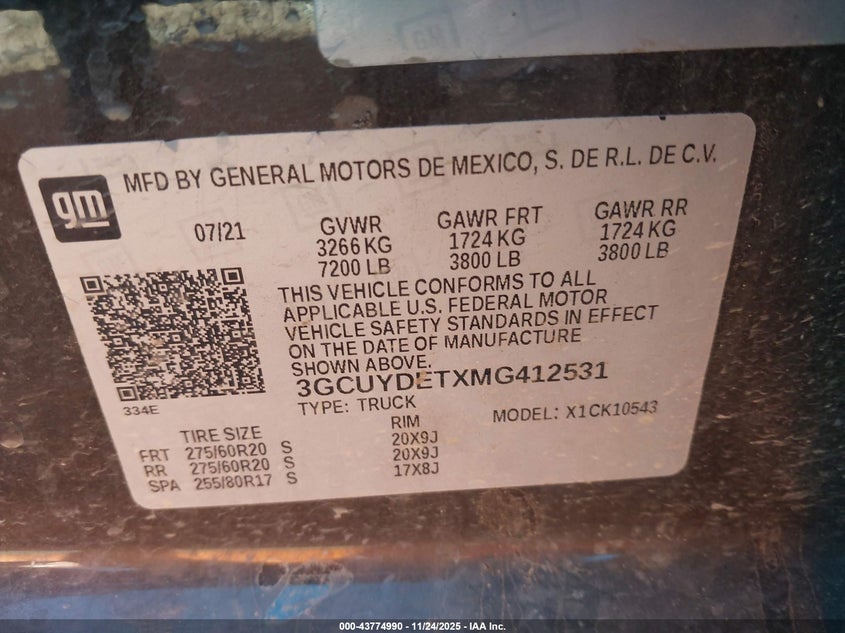 MFD BY GENERAL MOTORS DE MEXICO, S. DE R.L. DE C.V.
gm
07/21
GVWR GAWR FRT GAWR RR
3266 KG 1724 KG 1724 KG
7200 LB 3800 LB 3800 LB
THIS VEHICLE CONFORMS TO ALL
APPLICABLE U.S. FEDERAL MOTOR
VEHICLE SAFETY STANDARDS IN EFFECT
ON THE DATE OF MANUFACTURE
SHOWN ABOVE.
3GCUYDETXMG412531
334E
TYPE: TRUCK MODEL: X1CK10543
TIRE SIZE RIM
FRT 275/60R20 S 20X9J
RR 275/60R20 S 20X9J
SPA 255/80R17 S 17X8J
000-43774990 - 11/24/2025 - IAA Inc.